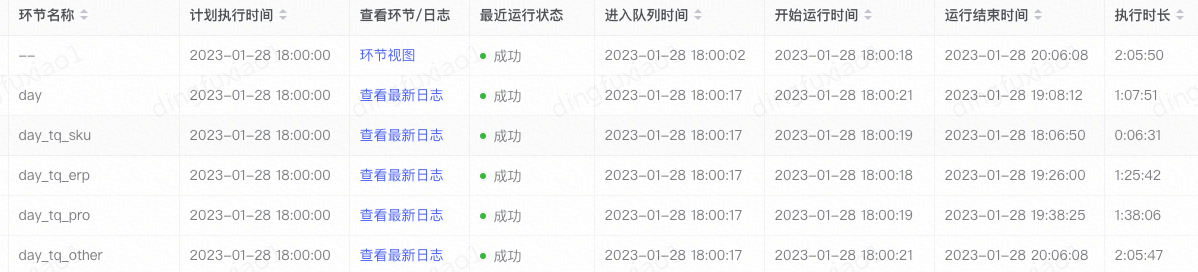 环节名称 计划执行时间 查看环节/日志 最近运行状态 进入队列时间 开始运行时间 运行结束时间 执行时长
-- 2023-01-28 18:00:00 环节视图 成功 2023-01-28 18:00:02 2023-01-28 18:00:18 2023-01-28 20:06:08 2:05:50
day 2023-01-28 18:00:00 查看最新日志 成功 2023-01-28 18:00:17 2023-01-28 18:00:21 2023-01-28 19:08:12 1:07:51
day_tq_sku 2023-01-28 18:00:00 查看最新日志 成功 2023-01-28 18:00:17 2023-01-28 18:00:19 2023-01-28 18:06:50 0:06:31
day_tq_erp 2023-01-28 18:00:00 查看最新日志 成功 2023-01-28 18:00:17 2023-01-28 18:00:18 2023-01-28 19:26:00 1:25:42
day_tq_pro 2023-01-28 18:00:00 查看最新日志 成功 2023-01-28 18:00:17 2023-01-28 18:00:19 2023-01-28 19:38:25 1:38:06
day_tq_other 2023-01-28 18:00:00 查看最新日志 成功 2023-01-28 18:00:17 2023-01-28 18:00:21 2023-01-28 20:06:08 2:05:47